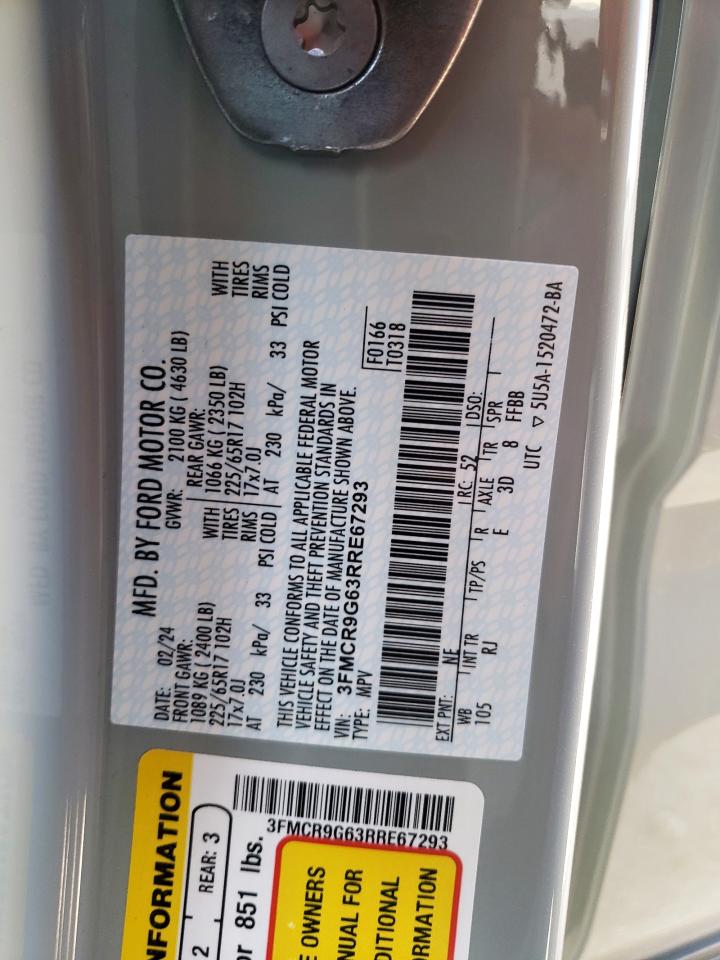 MFD. BY FORD MOTOR CO.
DATE: 02/24 GVWR: 2100 KG ( 4630 LB)
FRONT GAWR: REAR GAWR:
1089 KG ( 2400 LB) WITH 1066 KG ( 2350 LB) WITH
225/65R17 102H TIRES 225/65R17 102H TIRES
17x7.0J RIMS 17x7.0J RIMS
AT 230 kPa/ 33 PSI COLD AT 230 kPa/ 33 PSI COLD
THIS VEHICLE CONFORMS TO ALL APPLICABLE FEDERAL MOTOR
VEHICLE SAFETY AND THEFT PREVENTION STANDARDS IN
EFFECT ON THE DATE OF MANUFACTURE SHOWN ABOVE.
VIN: 3FMCR9G63RRE67293
TYPE: MPV
F0166
T0318
EXT PNT: NE RC: 52 DSO:
WB INT TR TP/PS R AXLE TR SPR
105 RJ E 3D 8 FFBB
UTC ▽ 5U5A-1520472-BA
NFORMATION
2 REAR: 3
or 851 lbs.
3FMCR9G63RRE67293
E OWNERS
NUAL FOR
DITIONAL
RMATION